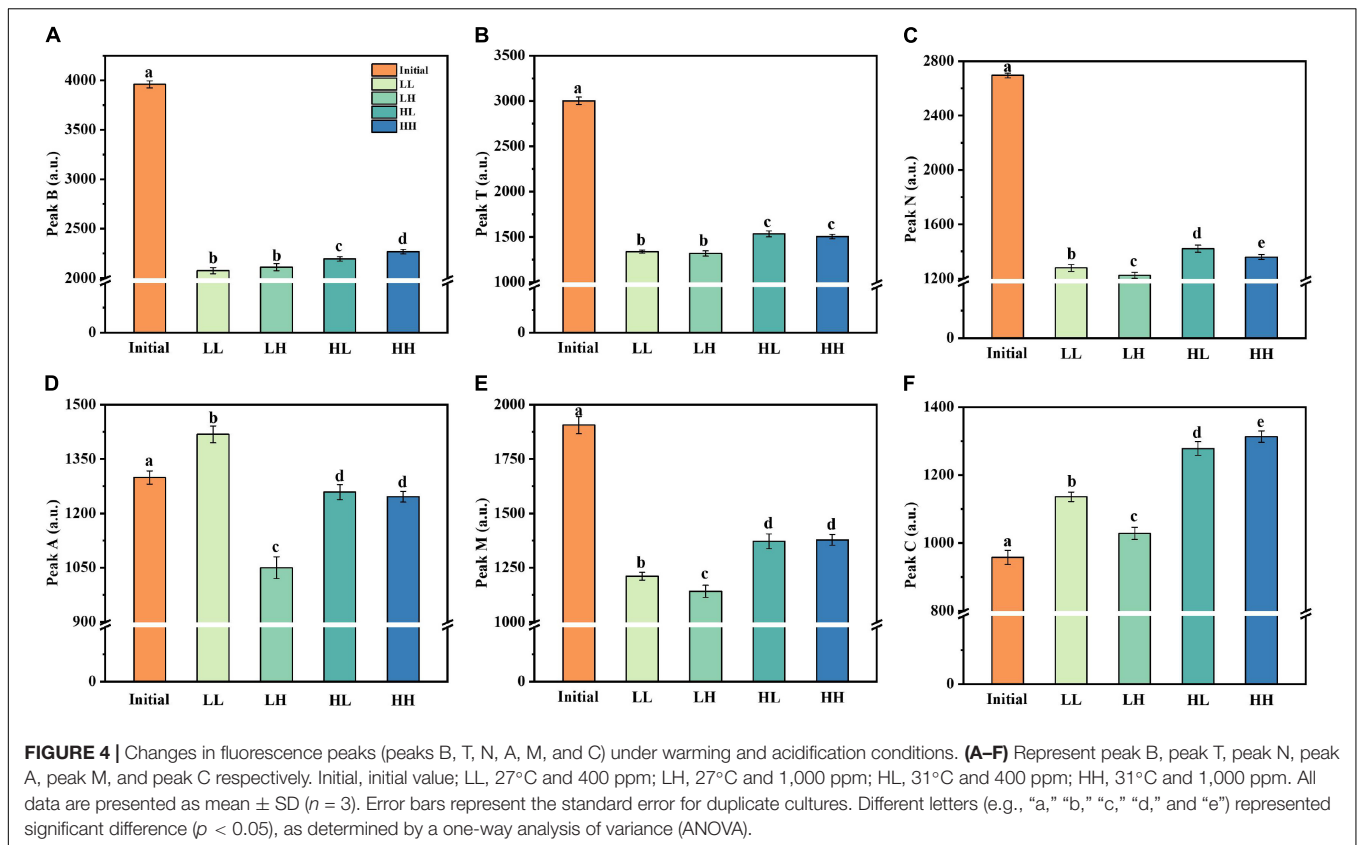 A
Peak B (a.u.)
4000
3750
2500
2250
2000
0
a
b
b
c
d
Initial
LL
LH
HL
HH
Initial
LL
LH
HL
HH
B
Peak T (a.u.)
3500
3000
2500
2000
1500
1000
0
a
b
b
c
c
Initial
LL
LH
HL
HH
C
Peak N (a.u.)
2800
2600
1600
1400
1200
0
a
b
c
d
e
Initial
LL
LH
HL
HH
D
Peak A (a.u.)
1500
1350
1200
1050
900
0
a
b
c
d
d
Initial
LL
LH
HL
HH
E
Peak M (a.u.)
2000
1750
1500
1250
1000
0
a
b
c
d
d
Initial
LL
LH
HL
HH
F
Peak C (a.u.)
1400
1200
1000
800
0
a
b
c
d
e
Initial
LL
LH
HL
HH
FIGURE 4 | Changes in fluorescence peaks (peaks B, T, N, A, M, and C) under warming and acidification conditions. (A–F) Represent peak B, peak T, peak N, peak
A, peak M, and peak C respectively. Initial, initial value; LL, 27°C and 400 ppm; LH, 27°C and 1,000 ppm; HL, 31°C and 400 ppm; HH, 31°C and 1,000 ppm. All
data are presented as mean ± SD (n = 3). Error bars represent the standard error for duplicate cultures. Different letters (e.g., “a,” “b,” “c,” “d,” and “e”) represented
significant difference (p < 0.05), as determined by a one-way analysis of variance (ANOVA).